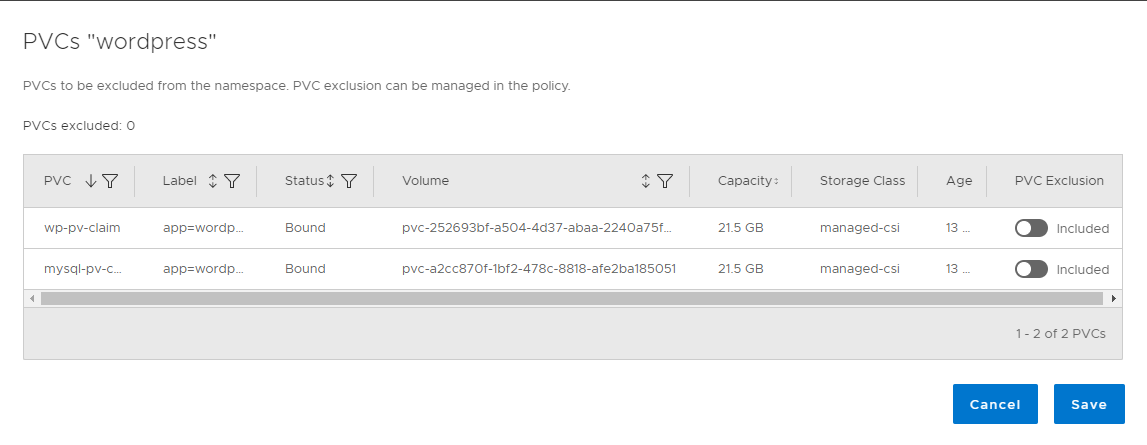 PVCs "wordpress"
PVCs to be excluded from the namespace. PVC exclusion can be managed in the policy.
PVCs excluded: 0
PVC Label Status Volume Capacity Storage Class Age PVC Exclusion
wp-pv-claim app=wordp... Bound pvc-252693bf-a504-4d37-abaa-2240a75f... 21.5 GB managed-csi 13 ... Included
mysql-pv-c... app=wordp... Bound pvc-a2cc870f-1bf2-478c-8818-afe2ba185051 21.5 GB managed-csi 13 ... Included
1 - 2 of 2 PVCs
Cancel Save